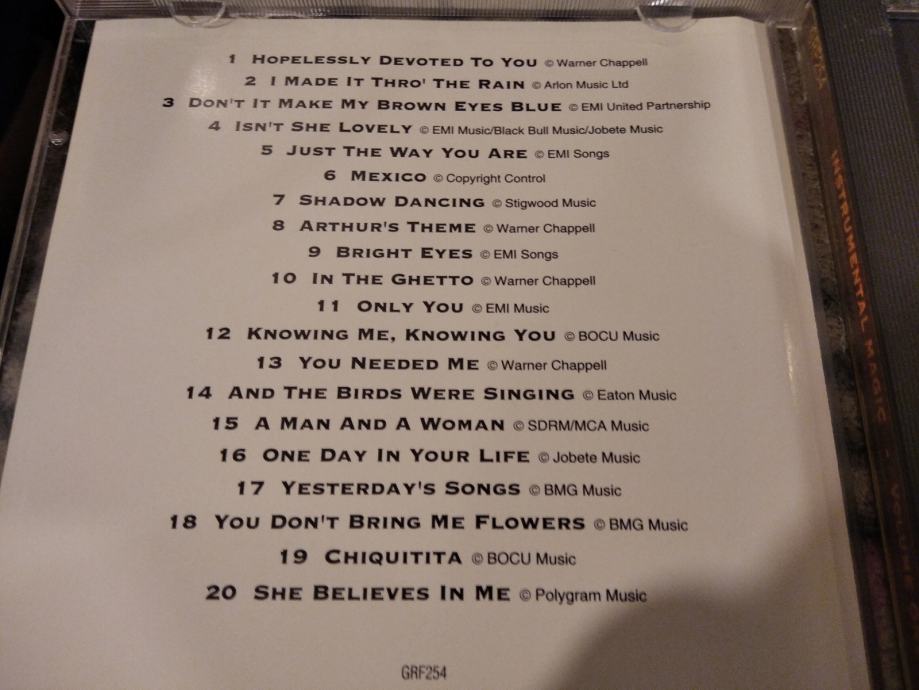 1 HOPELESSLY DEVOTED TO YOU © Warner Chappell
2 I MADE IT THRO' THE RAIN © Arlon Music Ltd
3 DON'T IT MAKE MY BROWN EYES BLUE © EMI United Partnership
4 ISN'T SHE LOVELY © EMI Music/Black Bull Music/Jobete Music
5 JUST THE WAY YOU ARE © EMI Songs
6 MEXICO © Copyright Control
7 SHADOW DANCING © Stigwood Music
8 ARTHUR'S THEME © Warner Chappell
9 BRIGHT EYES © EMI Songs
10 IN THE GHETTO © Warner Chappell
11 ONLY YOU © EMI Music
12 KNOWING ME, KNOWING YOU © BOCU Music
13 YOU NEEDED ME © Warner Chappell
14 AND THE BIRDS WERE SINGING © Eaton Music
15 A MAN AND A WOMAN © SDRM/MCA Music
16 ONE DAY IN YOUR LIFE © Jobete Music
17 YESTERDAY'S SONGS © BMG Music
18 YOU DON'T BRING ME FLOWERS © BMG Music
19 CHIQUITITA © BOCU Music
20 SHE BELIEVES IN ME © Polygram Music
GRF254
INSTRUMENTAL MAGIC